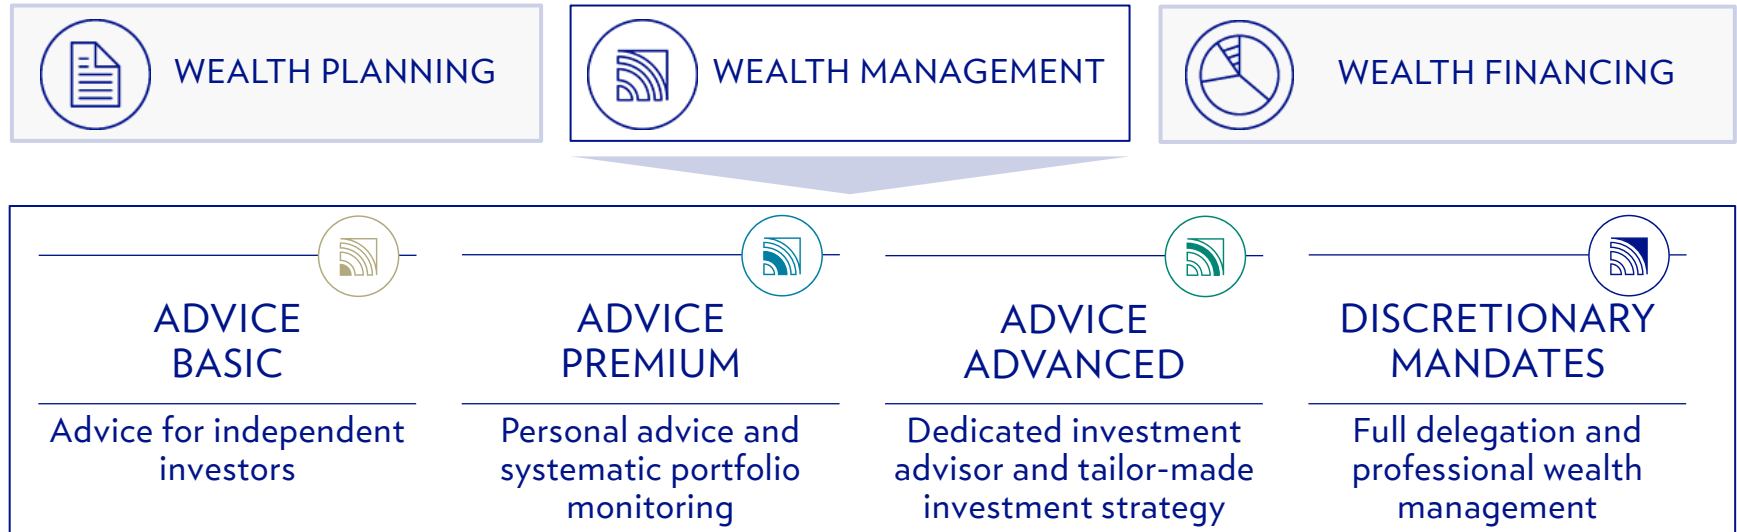 WEALTH PLANNING
WEALTH MANAGEMENT
WEALTH FINANCING
ADVICE
BASIC
Advice for independent
investors
ADVICE
PREMIUM
Personal advice and
systematic portfolio
monitoring
ADVICE
ADVANCED
Dedicated investment
advisor and tailor-made
investment strategy
DISCRETIONARY
MANDATES
Full delegation and
professional wealth
management